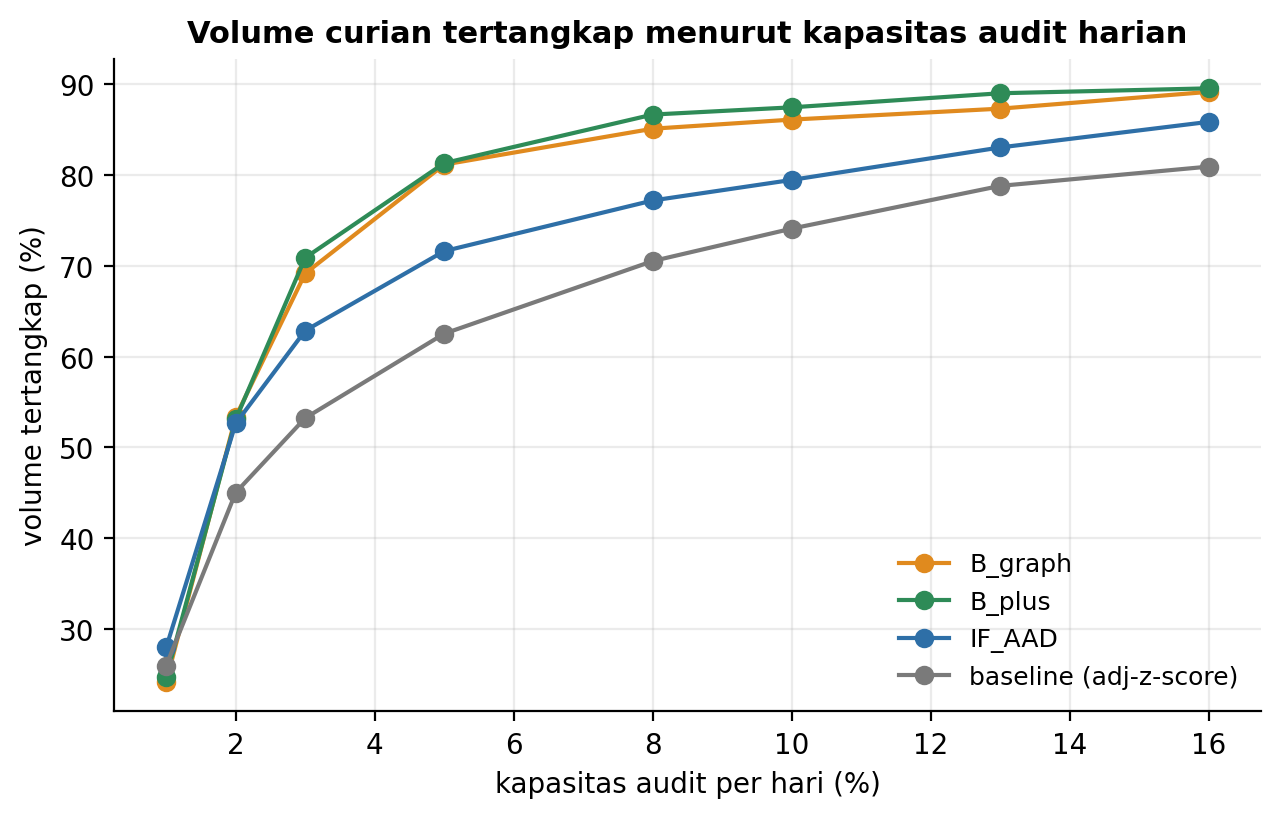 Volume curian tertangkap menurut kapasitas audit harian
volume tertangkap (%)
90
80
70
60
50
40
30
B_graph
B_plus
IF_AAD
baseline (adj-z-score)
2 4 6 8 10 12 14 16
kapasitas audit per hari (%)